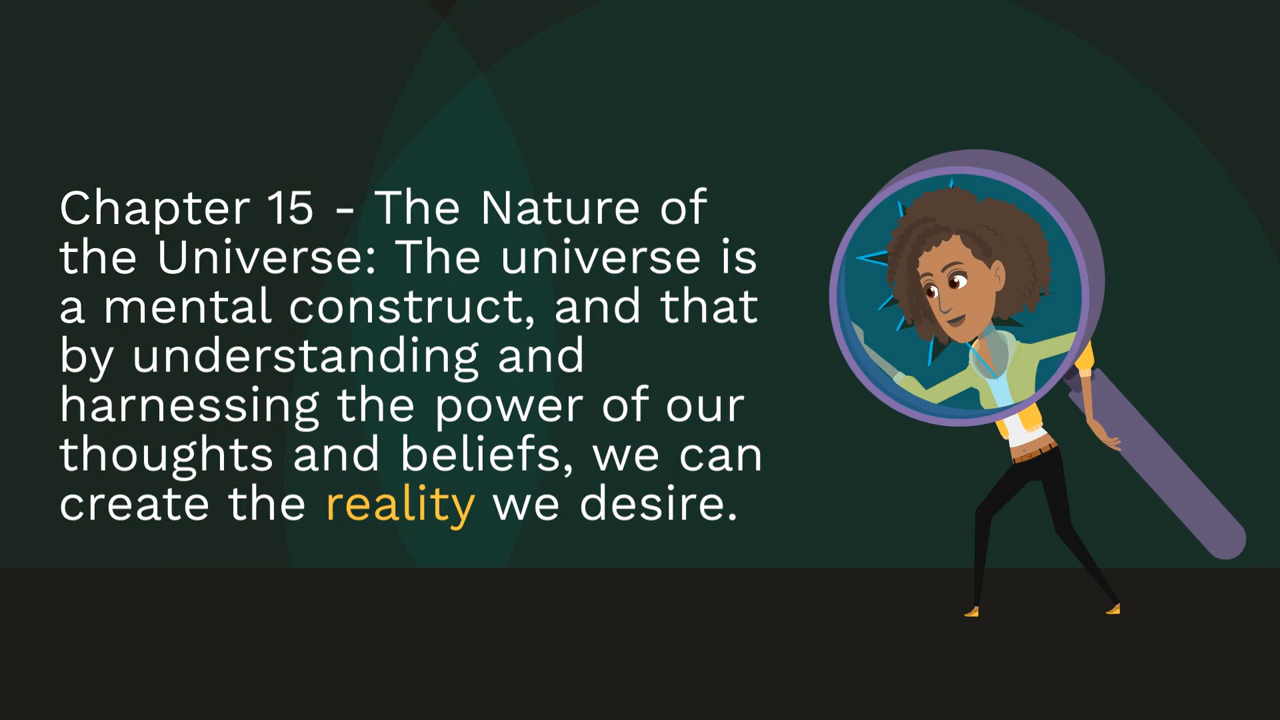 Chapter 15 - The Nature of
the Universe: The universe is
a mental construct, and that
by understanding and
harnessing the power of our
thoughts and beliefs, we can
create the reality we desire.